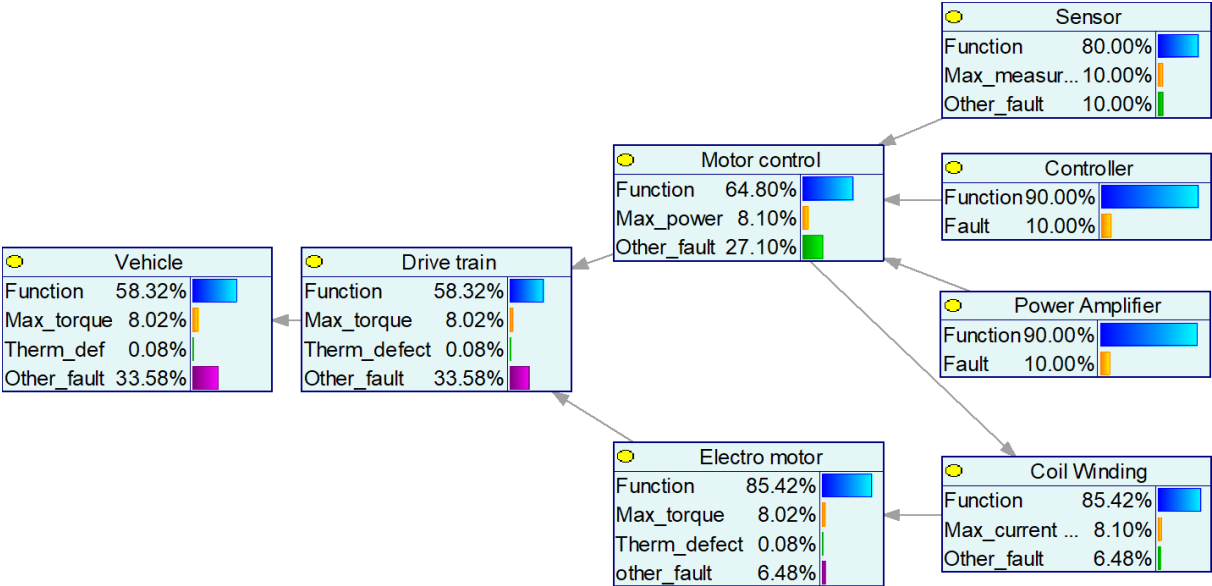 Sensor
Function 80.00%
Max_measur... 10.00%
Other_fault 10.00%
Motor control
Function 64.80%
Max_power 8.10%
Other_fault 27.10%
Controller
Function 90.00%
Fault 10.00%
Vehicle
Function 58.32%
Max_torque 8.02%
Therm_def 0.08%
Other_fault 33.58%
Drive train
Function 58.32%
Max_torque 8.02%
Therm_defect 0.08%
Other_fault 33.58%
Power Amplifier
Function 90.00%
Fault 10.00%
Electro motor
Function 85.42%
Max_torque 8.02%
Therm_defect 0.08%
other_fault 6.48%
Coil Winding
Function 85.42%
Max_current ... 8.10%
Other_fault 6.48%